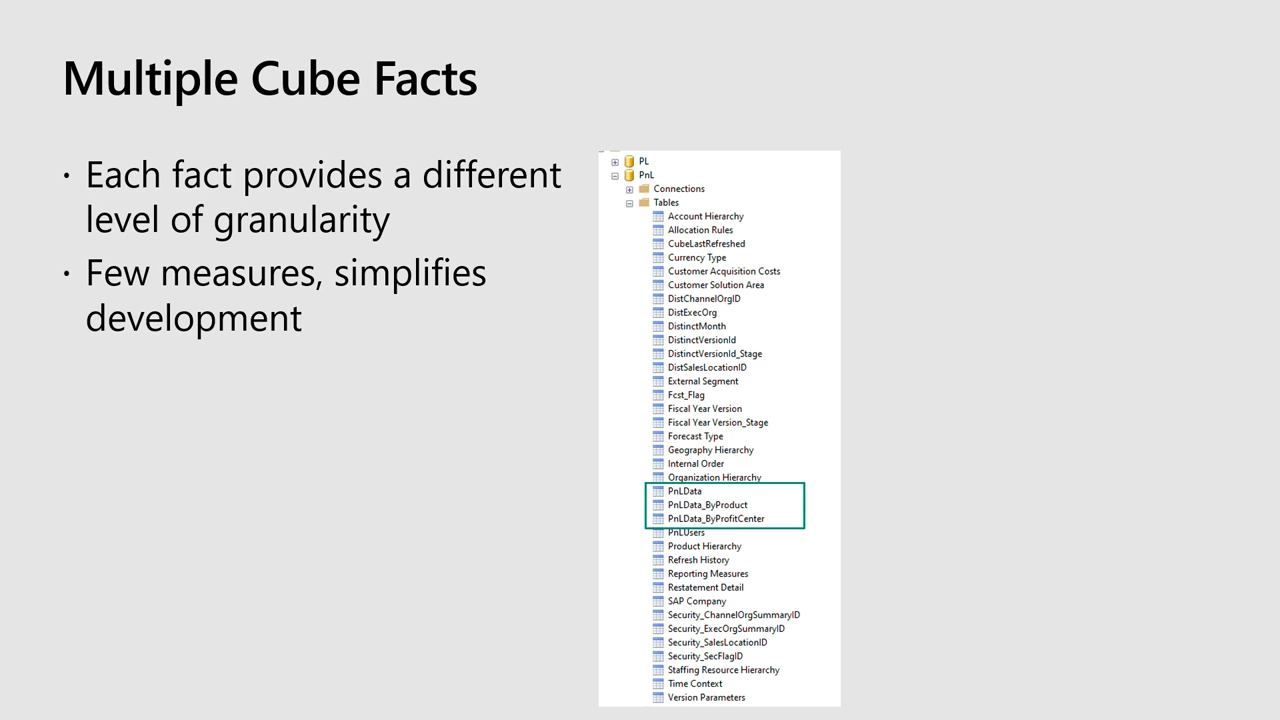 Multiple Cube Facts
· Each fact provides a different
level of granularity
· Few measures, simplifies
development
PL
PnL
Connections
Tables
Account Hierarchy
Allocation Rules
CubeLastRefreshed
Currency Type
Customer Acquisition Costs
Customer Solution Area
DistChannelOrgID
DistExecOrg
DistinctMonth
DistinctVersionId
DistinctVersionId_Stage
DistSalesLocationID
External Segment
Fcst_Flag
Fiscal Year Version
Fiscal Year Version_Stage
Forecast Type
Geography Hierarchy
Internal Order
Organization Hierarchy
PnLData
PnLData_ByProduct
PnLData_ByProfitCenter
PnLUsers
Product Hierarchy
Refresh History
Reporting Measures
Restatement Detail
SAP Company
Security_ChannelOrgSummaryID
Security_ExecOrgSummaryID
Security_SalesLocationID
Security_SecFlagID
Staffing Resource Hierarchy
Time Context
Version Parameters